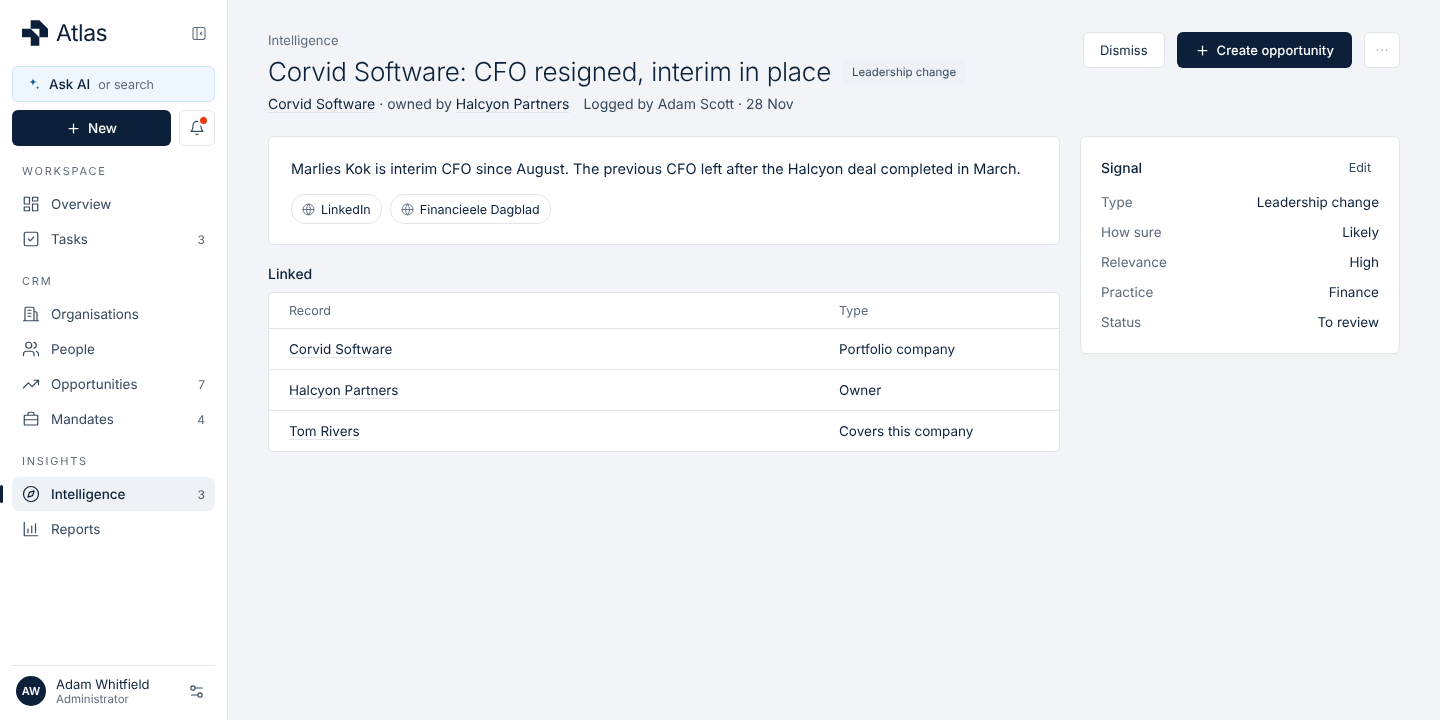 Atlas
Ask AI or search
New
WORKSPACE
Overview
Tasks 3
CRM
Organisations
People
Opportunities 7
Mandates 4
INSIGHTS
Intelligence 3
Reports
AW
Adam Whitfield
Administrator
Intelligence
Corvid Software: CFO resigned, interim in place Leadership change
Corvid Software · owned by Halcyon Partners Logged by Adam Scott · 28 Nov
Dismiss
Create opportunity
Marlies Kok is interim CFO since August. The previous CFO left after the Halcyon deal completed in March.
LinkedIn Financieele Dagblad
Linked
Record Type
Corvid Software Portfolio company
Halcyon Partners Owner
Tom Rivers Covers this company
Signal Edit
Type Leadership change
How sure Likely
Relevance High
Practice Finance
Status To review